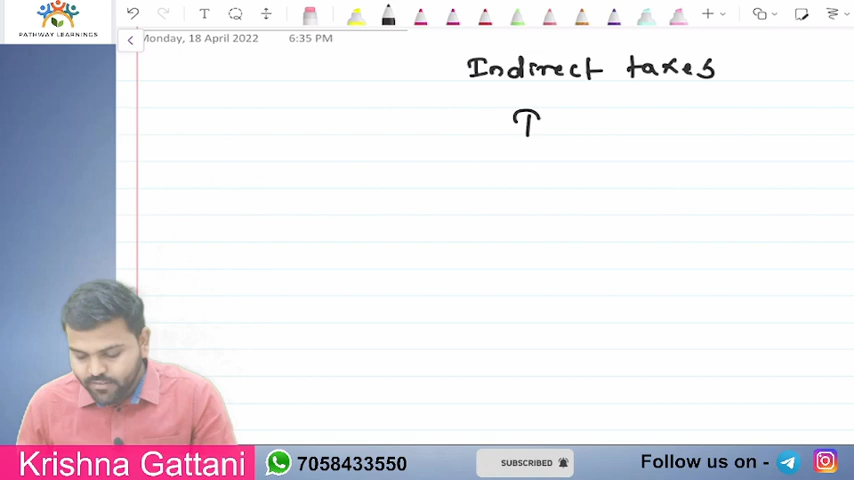 PATHWAY LEARNINGS
Monday, 18 April 2022 6:35 PM
Indirect taxes
T
Krishna Gattani
7058433550
SUBSCRIBED
Follow us on -